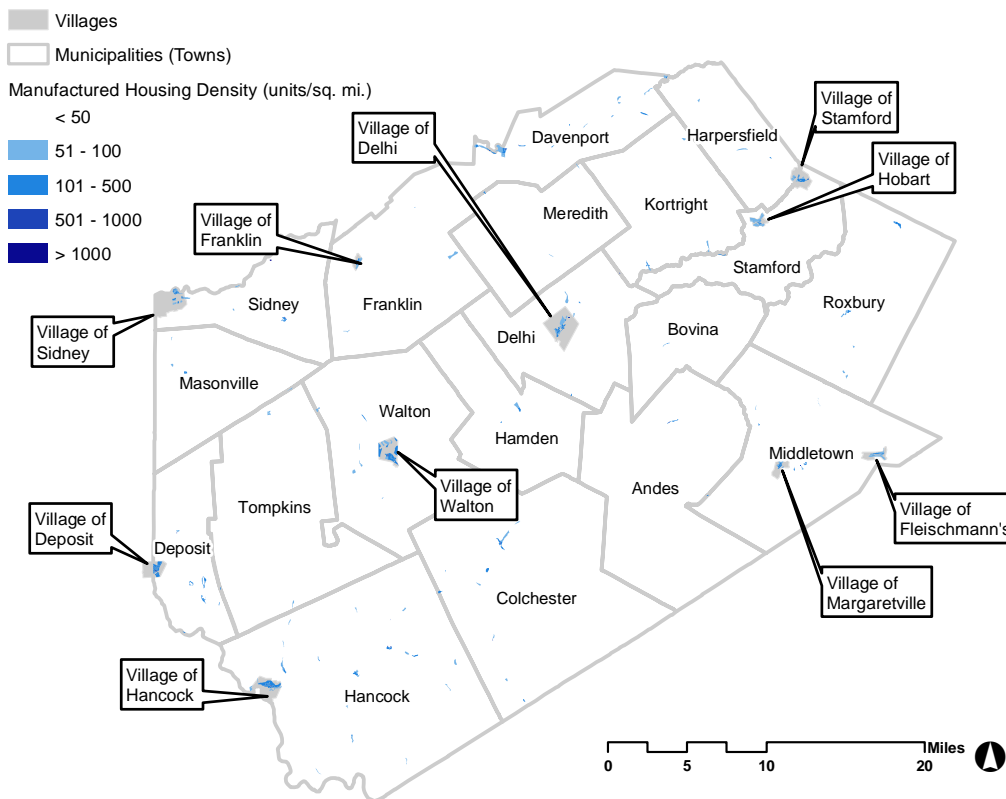 Villages
Municipalities (Towns)
Manufactured Housing Density (units/sq. mi.)
< 50
51 - 100
101 - 500
501 - 1000
> 1000
Village of
Stamford
Village of
Delhi
Davenport
Harpersfield
Village of
Hobart
Village of
Franklin
Meredith
Kortright
Stamford
Sidney
Franklin
Roxbury
Village of
Sidney
Delhi
Bovina
Masonville
Walton
Hamden
Middletown
Village of
Walton
Andes
Tompkins
Village of
Fleischmann's
Village of
Deposit
Deposit
Village of
Margaretville
Colchester
Village of
Hancock
Hancock
Miles
0 5 10 20